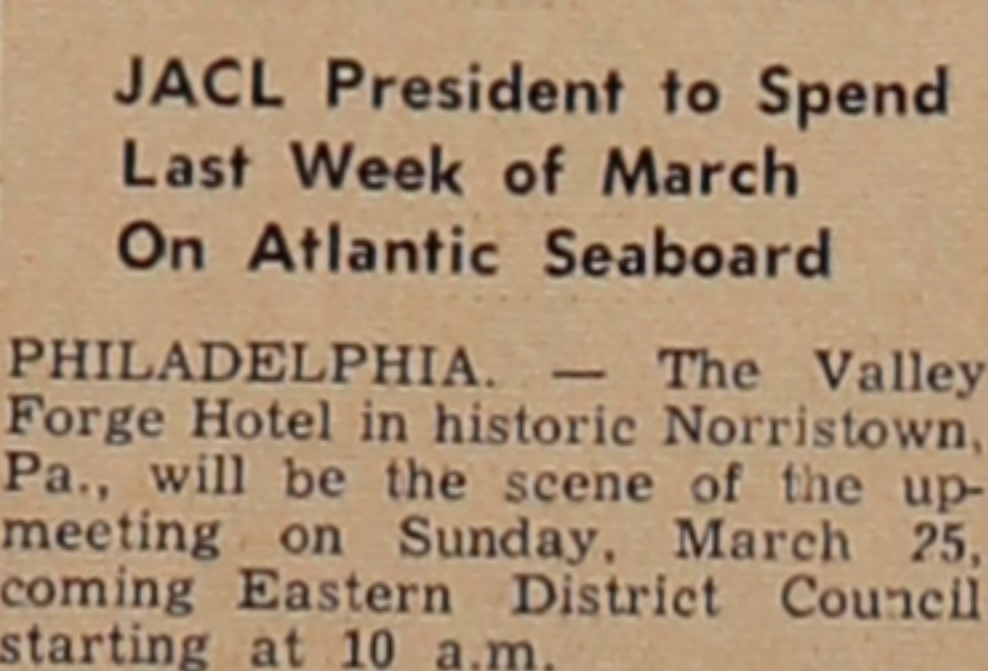 JACL President to Spend
Last Week of March
On Atlantic Seaboard
PHILADELPHIA. — The Valley
Forge Hotel in historic Norristown,
Pa., will be the scene of the up-
meeting on Sunday, March 25,
coming Eastern District Council
starting at 10 a.m.